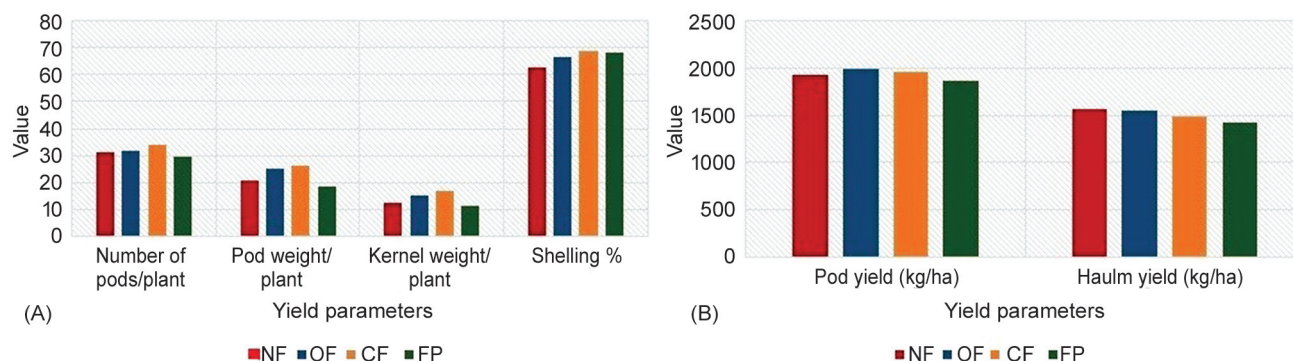 80
70
60
50
40
30
20
10
0
Value
Number of pods/plant
Pod weight/plant
Kernel weight/plant
Shelling %
Yield parameters
(A)
NF OF CF FP
2500
2000
1500
1000
500
0
Value
Pod yield (kg/ha)
Haulm yield (kg/ha)
Yield parameters
(B)
NF OF CF FP